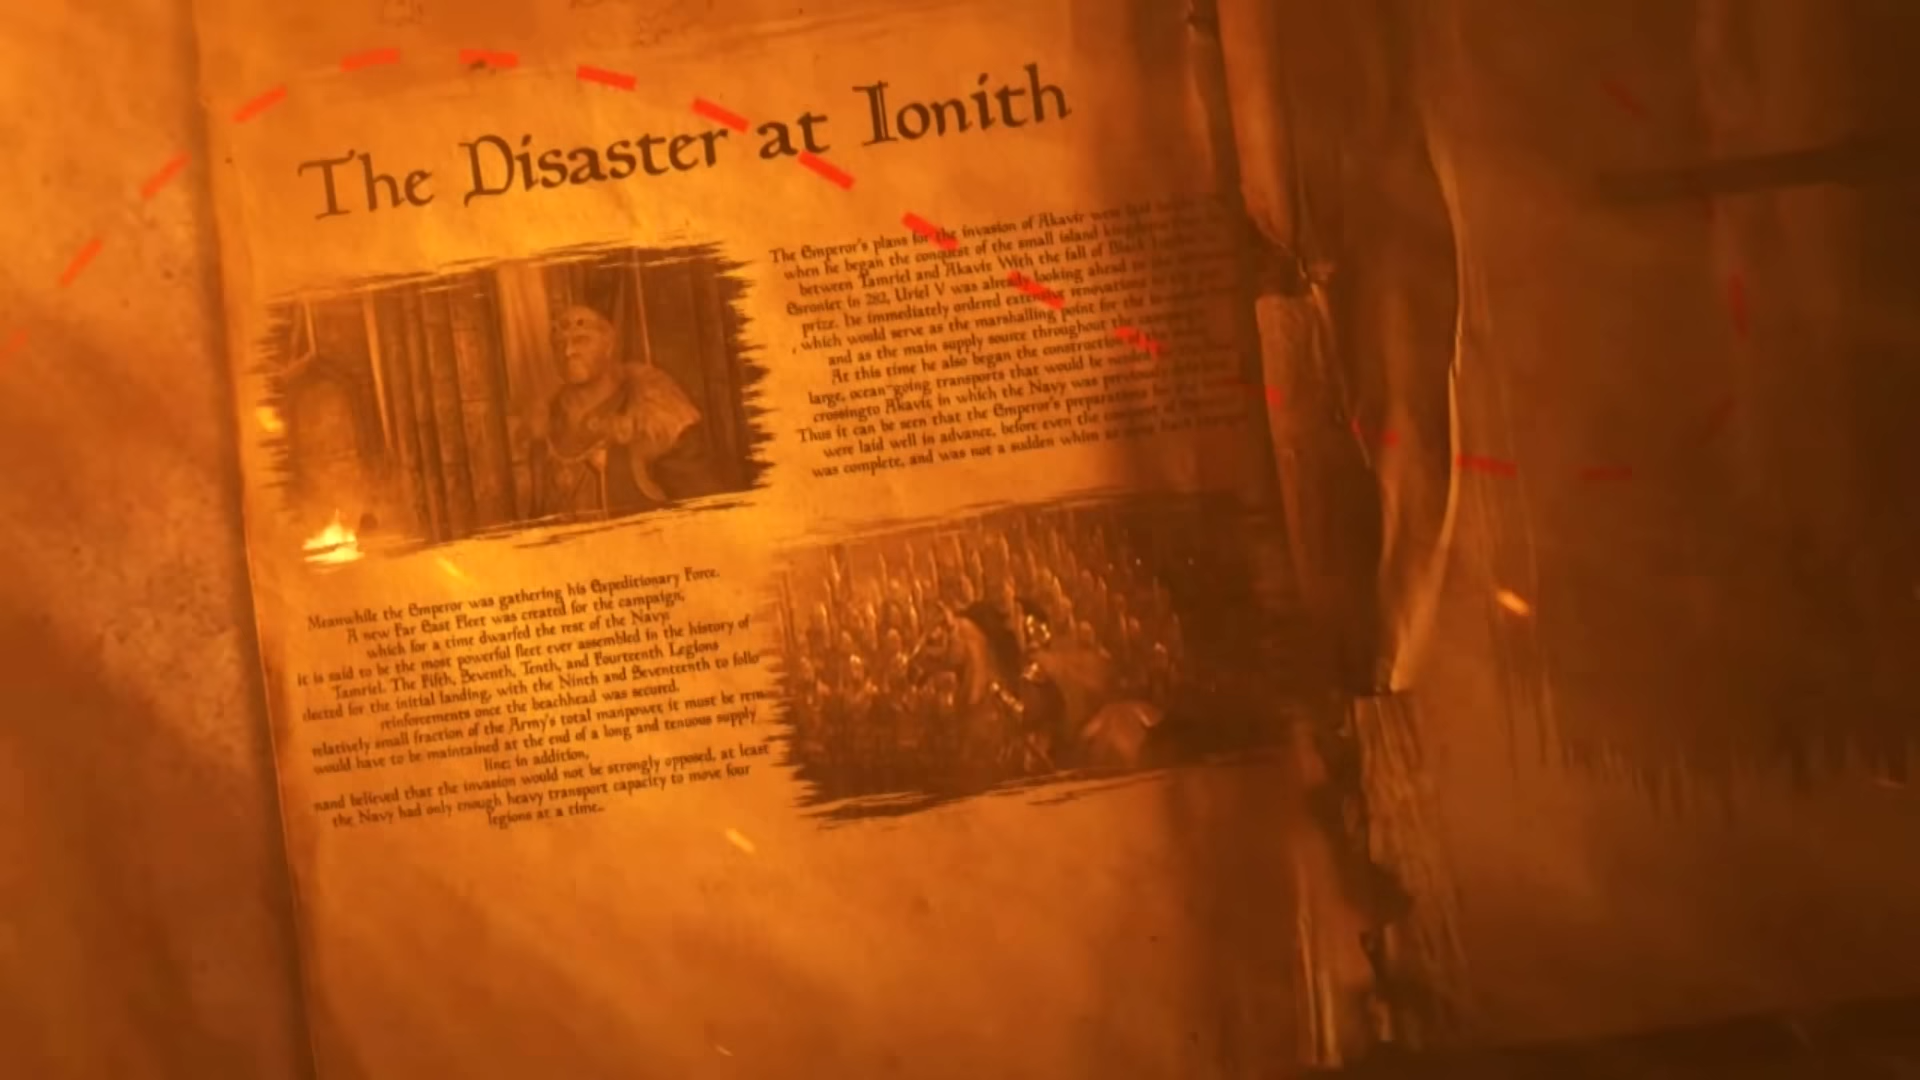 The Disaster at Ionith
The Emperor's plans for the invasion of Akavir were
when he began the conquest of the small island
between Tamriel and Akavir. With the fall of Black
Esroniet in 282, Uriel V was already looking ahead to the
prize. He immediately ordered extensive renovations
which would serve as the marshalling point for the
and as the main supply source throughout the
At this time he also began the construction
large, ocean-going transports that would be
crossingto Akavir, in which the Navy was
Thus it can be seen that the Emperor's preparations
were laid well in advance, before even the conquest
was complete, and was not a sudden whim
Meanwhile the Emperor was gathering his Expeditionary Force.
A new Far East Fleet was created for the campaign,
which for a time dwarfed the rest of the Navy;
it is said to be the most powerful fleet ever assembled in the history of
Tamriel. The Fifth, Seventh, Tenth, and Fourteenth Legions
elected for the initial landing, with the Ninth and Seventeenth to follo
reinforcements once the beachhead was secured.
relatively small fraction of the Army's total manpower, it must be rem
would have to be maintained at the end of a long and tenuous supply
line; in addition,
mand believed that the invasion would not be strongly opposed, at least
the Navy had only enough heavy transport capacity to move four
legions at a time..